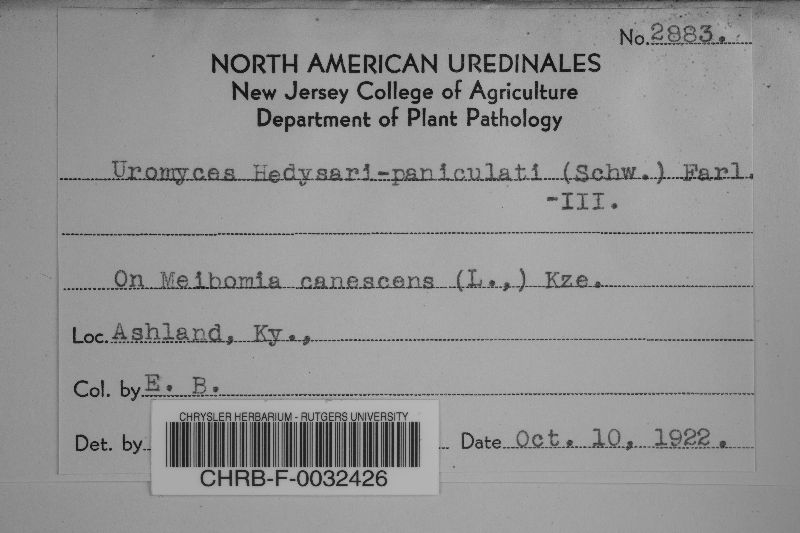 No. 2883.
NORTH AMERICAN UREDINALES
New Jersey College of Agriculture
Department of Plant Pathology
Uromyces Hedysari-paniculati (Schw.) Farl.
-III.
On Meibomia canescens (L.,) Kze.
Loc. Ashland, Ky.,
Col. by E. B.
Det. by
Date Oct. 10, 1922.
CHRYSLER HERBARIUM - RUTGERS UNIVERSITY
CHRB-F-0032426